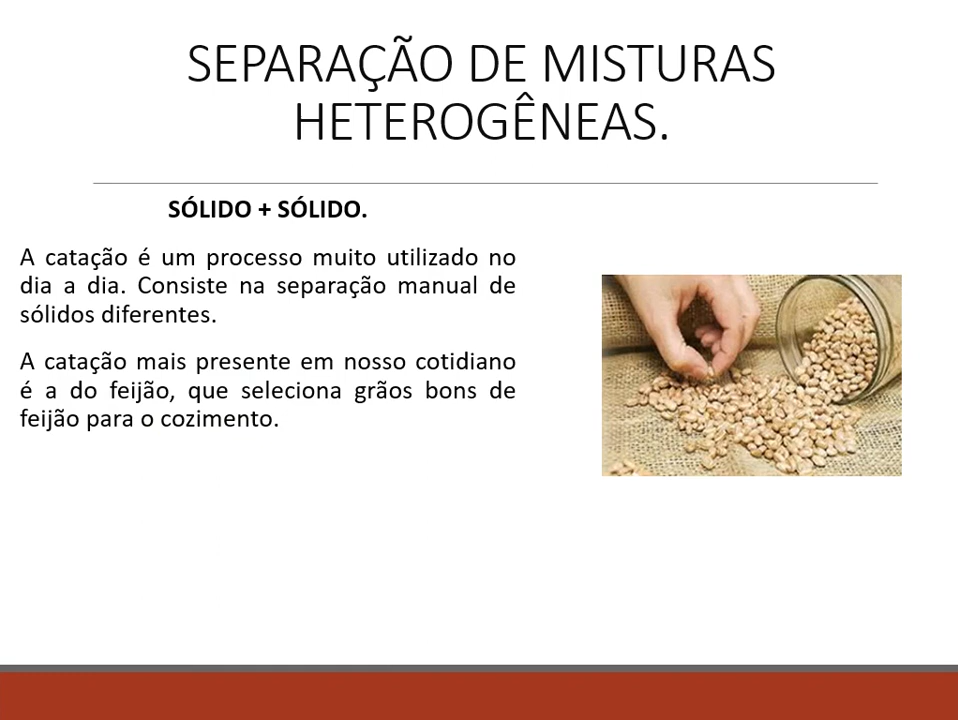 SEPARAÇÃO DE MISTURAS
HETEROGÊNEAS.
SÓLIDO + SÓLIDO.
A catação é um processo muito utilizado no
dia a dia. Consiste na separação manual de
sólidos diferentes.
A catação mais presente em nosso cotidiano
é a do feijão, que seleciona grãos bons de
feijão para o cozimento.